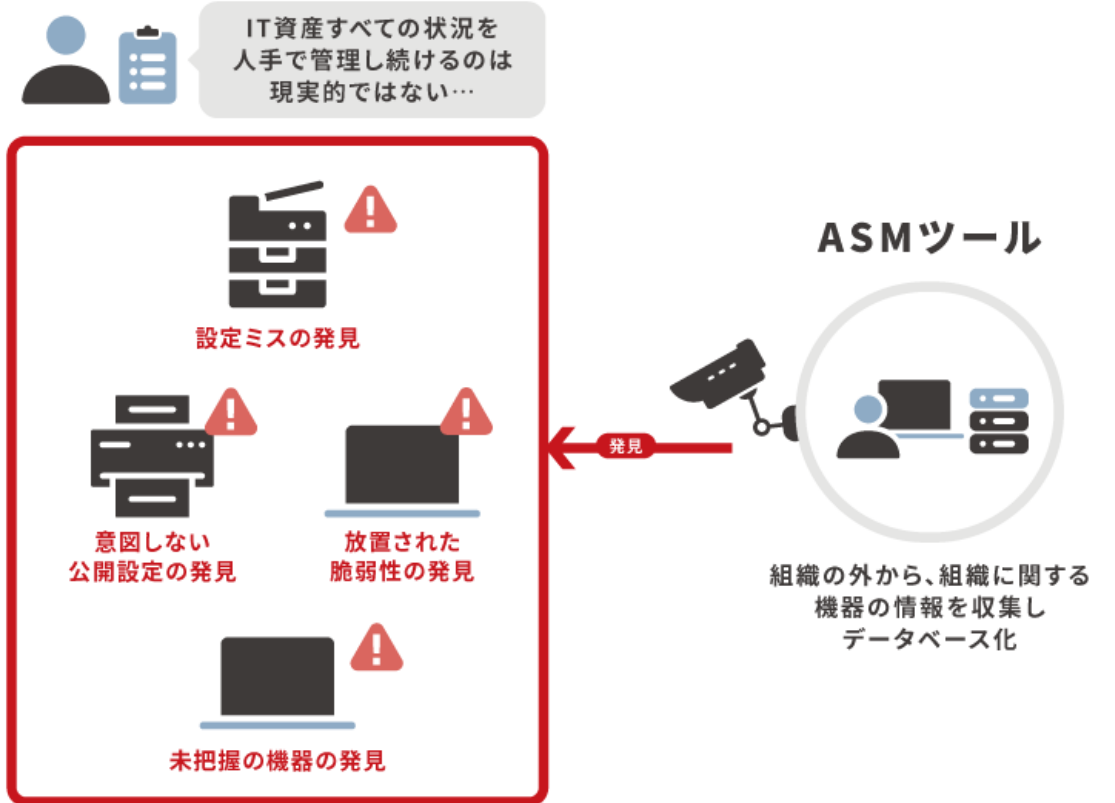 IT資産すべての状況を
人手で管理し続けるのは
現実的ではない…
設定ミスの発見
意図しない
公開設定の発見
放置された
脆弱性の発見
未把握の機器の発見
発見
ASMツール
組織の外から、組織に関する
機器の情報を収集し
データベース化